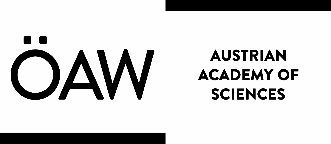 ÖAW
AUSTRIAN
ACADEMY OF
SCIENCES